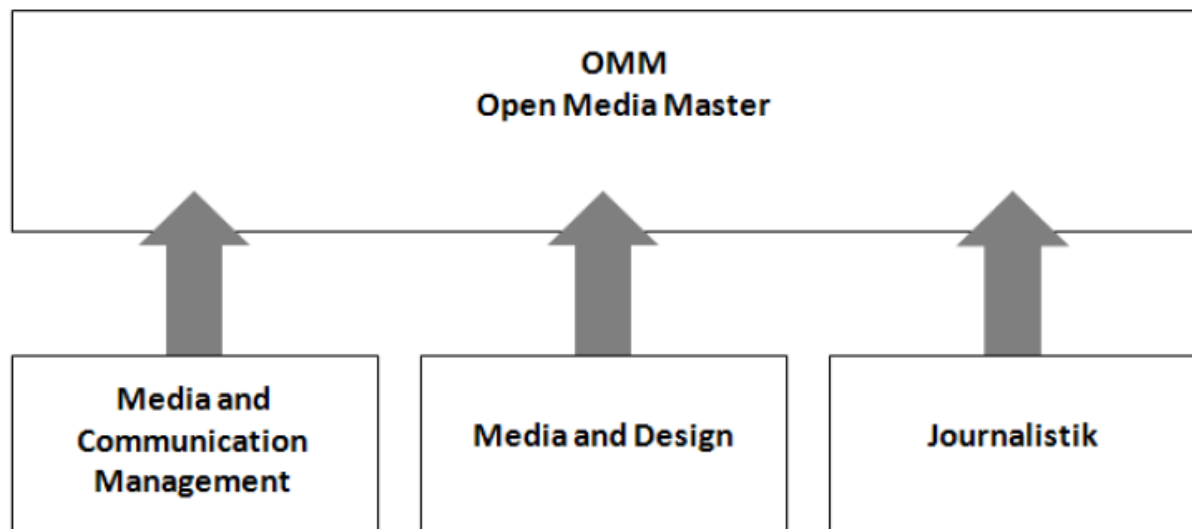 OMM
Open Media Master
Media and
Communication
Management
Media and Design
Journalistik